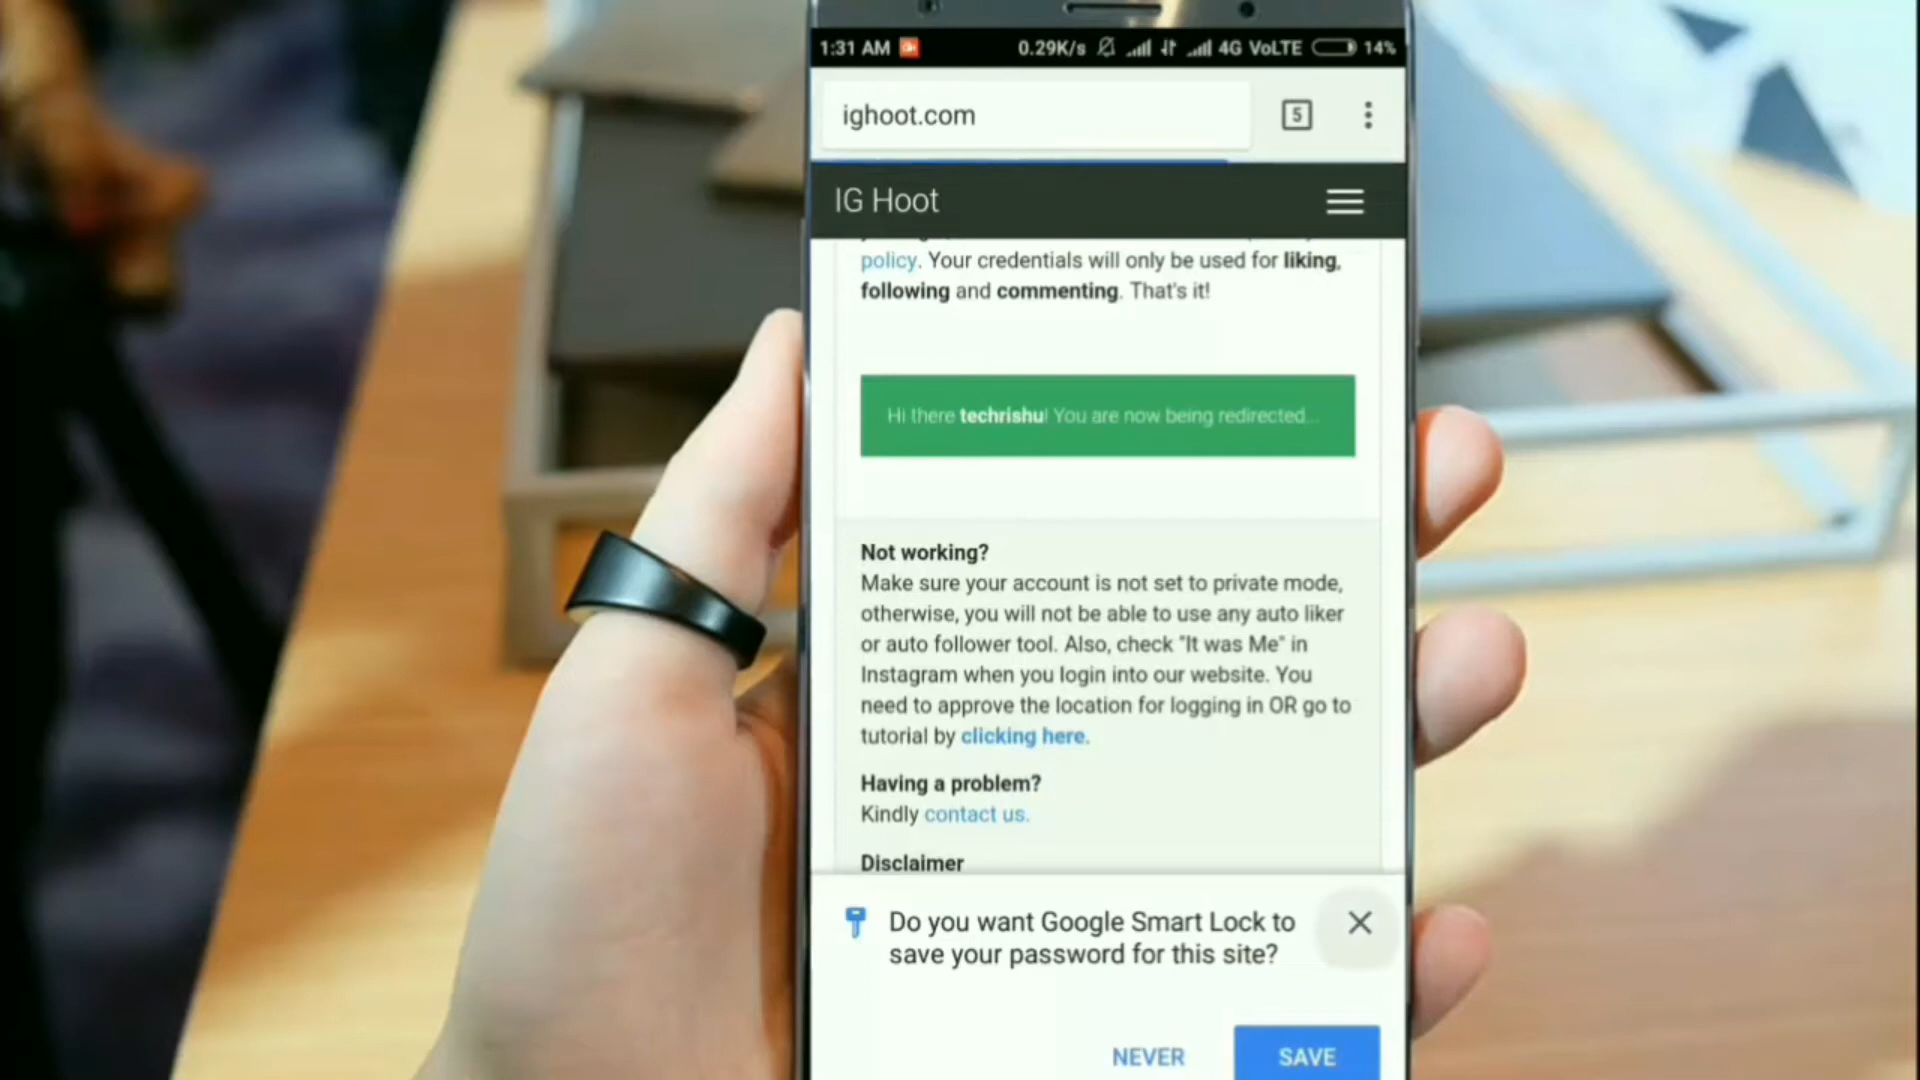 1:31 AM
0.29K/s 4G VoLTE 14%
ighoot.com
5
IG Hoot
policy. Your credentials will only be used for liking,
following and commenting. That's it!
Hi there techrishu! You are now being redirected...
Not working?
Make sure your account is not set to private mode,
otherwise, you will not be able to use any auto liker
or auto follower tool. Also, check "It was Me" in
Instagram when you login into our website. You
need to approve the location for logging in OR go to
tutorial by clicking here.
Having a problem?
Kindly contact us.
Disclaimer
Do you want Google Smart Lock to
save your password for this site?
NEVER SAVE